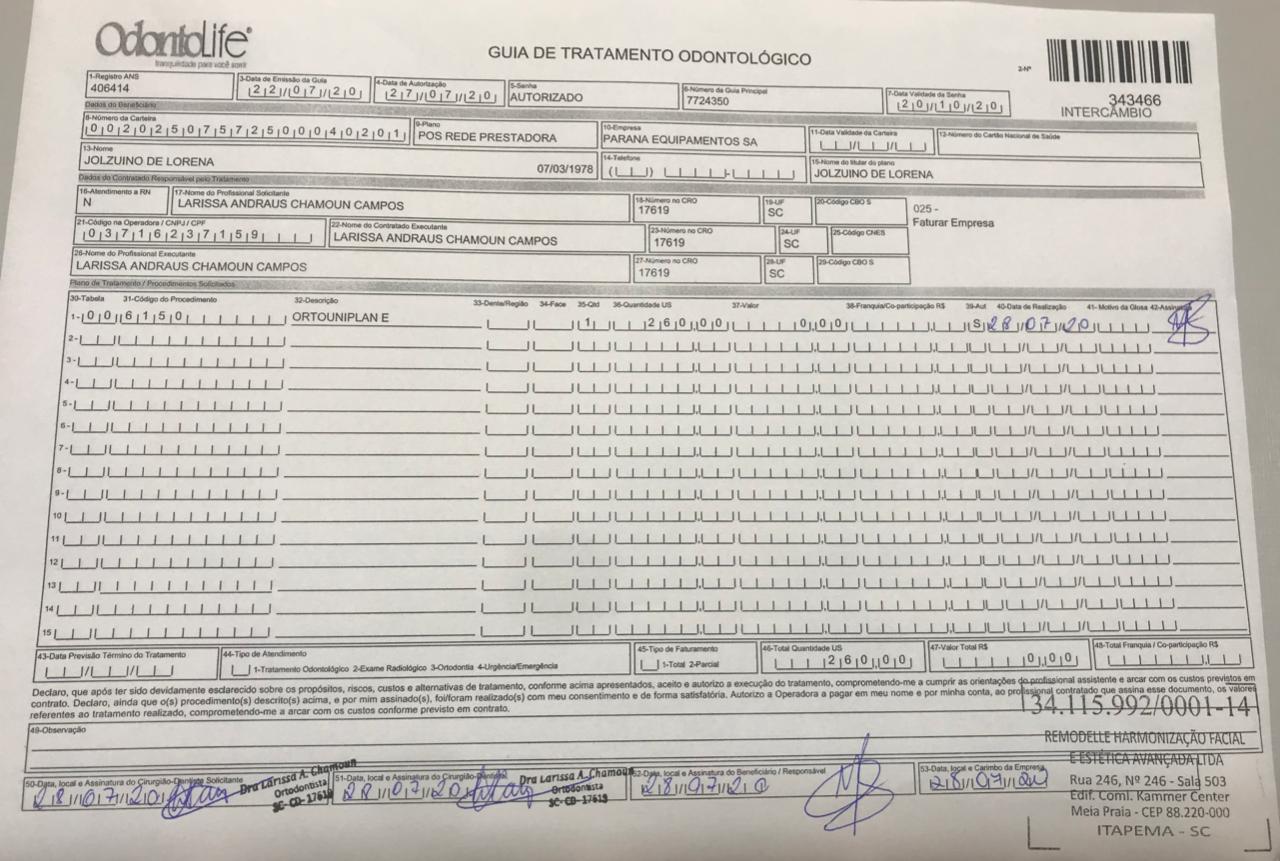 OdontoLife
tranquilidade para você sorrir
GUIA DE TRATAMENTO ODONTOLÓGICO
2-Nº
343466
INTERCÂMBIO
1-Registro ANS
406414
3-Data de Emissão da Guia
22/07/20
4-Data de Autorização
27/07/20
5-Senha
AUTORIZADO
6-Número da Guia Principal
7724350
7-Data Validade da Senha
20/10/20
Dados do Beneficiário
8-Número da Carteira
00202507572500040201
9-Plano
POS REDE PRESTADORA
10-Empresa
PARANA EQUIPAMENTOS SA
11-Data Validade da Carteira
12-Número do Cartão Nacional de Saúde
13-Nome
JOLZUINO DE LORENA 07/03/1978
14-Telefone
15-Nome do titular do plano
JOLZUINO DE LORENA
Dados do Contratado Responsável pelo Tratamento
16-Atendimento a RN
N
17-Nome do Profissional Solicitante
LARISSA ANDRAUS CHAMOUN CAMPOS
18-Número no CRO
17619
19-UF
SC
20-Código CBO S
025 -
Faturar Empresa
21-Código na Operadora / CNPJ / CPF
03716237159
22-Nome do Contratado Executante
LARISSA ANDRAUS CHAMOUN CAMPOS
23-Número no CRO
17619
24-UF
SC
25-Código CNES
26-Nome do Profissional Executante
LARISSA ANDRAUS CHAMOUN CAMPOS
27-Número no CRO
17619
28-UF
SC
29-Código CBO S
Plano de Tratamento / Procedimentos Solicitados
30-Tabela 31-Código do Procedimento 32-Descrição 33-Dente/Região 34-Face 35-Qtd 36-Quantidade US 37-Valor 38-Franquia/Co-participação R$ 39-Aut 40-Data de Realização 41- Motivo da Glosa 42-Assinatura
1- 006150 ORTOUNIPLAN E 1 260,00 0,00 S 28/07/20
2-
3-
4-
5-
6-
7-
8-
9-
10
11
12
13
14
15
43-Data Previsão Término do Tratamento
44-Tipo de Atendimento
1-Tratamento Odontológico 2-Exame Radiológico 3-Ortodontia 4-Urgência/Emergência
45-Tipo de Faturamento
1-Total 2-Parcial
46-Total Quantidade US
260,00
47-Valor Total R$
0,00
48-Total Franquia / Co-participação R$
Declaro, que após ter sido devidamente esclarecido sobre os propósitos, riscos, custos e alternativas de tratamento, conforme acima apresentados, aceito e autorizo a execução do tratamento, comprometendo-me a cumprir as orientações do profissional assistente e arcar com os custos previstos em
contrato. Declaro, ainda que o(s) procedimento(s) descrito(s) acima, e por mim assinado(s), foi/foram realizado(s) com meu consentimento e de forma satisfatória. Autorizo a Operadora a pagar em meu nome e por minha conta, ao profissional contratado que assina esse documento, os valores
referentes ao tratamento realizado, comprometendo-me a arcar com os custos conforme previsto em contrato.
34.115.992/0001-14
49-Observação
REMODELLE HARMONIZAÇÃO FACIAL
E ESTÉTICA AVANÇADA LTDA
Rua 246, Nº 246 - Sala 503
Edif. Coml. Kammer Center
Meia Praia - CEP 88.220-000
ITAPEMA - SC
50-Data, local e Assinatura do Cirurgião-Dentista Solicitante
28/07/20
Dra Larissa A. Chamoun
Ortodontista
SC-CD-17619
51-Data, local e Assinatura do Cirurgião-Dentista
28/07/20
Dra Larissa A. Chamoun
Ortodontista
SC-CD-17619
52-Data, local e Assinatura do Beneficiário / Responsável
28/07/20
53-Data, local e Carimbo da Empresa
28/07/20